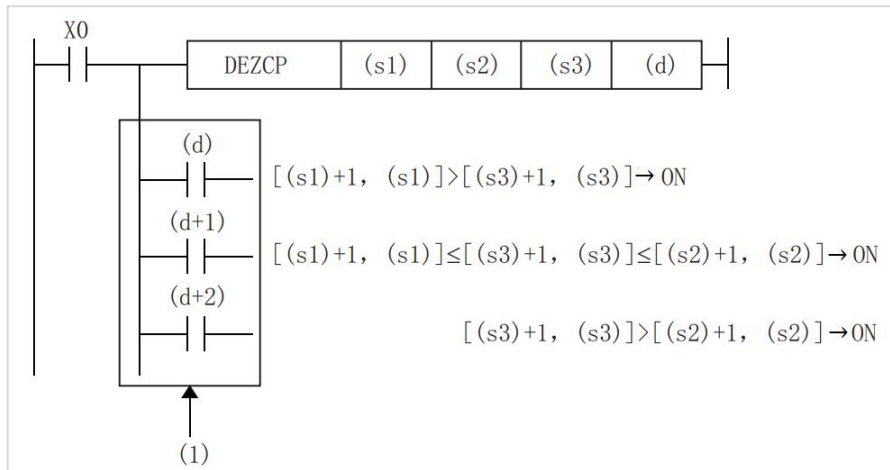 X0
DEZCP (s1) (s2) (s3) (d)
(d)
[(s1)+1, (s1)]>[(s3)+1, (s3)]→ON
(d+1)
[(s1)+1, (s1)]≤[(s3)+1, (s3)]≤[(s2)+1, (s2)]→ON
(d+2)
[(s3)+1, (s3)]>[(s2)+1, (s2)]→ON
(1)